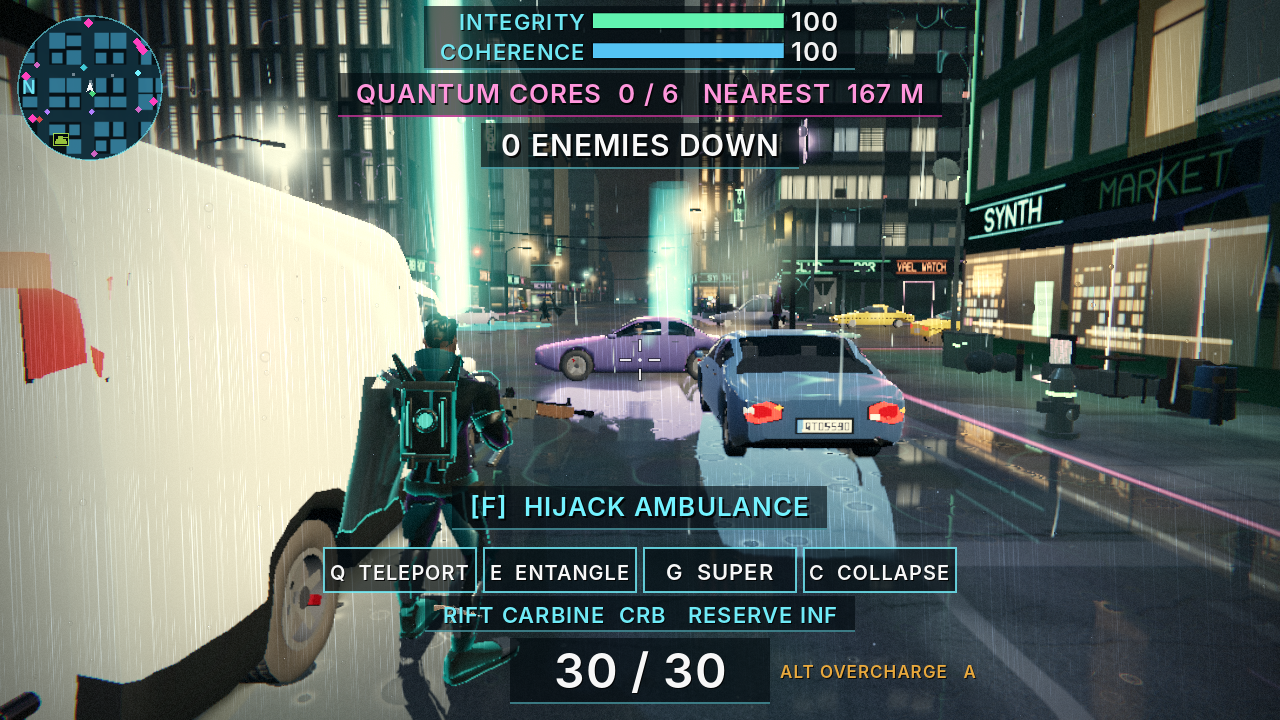 INTEGRITY 100
COHERENCE 100
N
QUANTUM CORES 0 / 6 NEAREST 167 M
0 ENEMIES DOWN
SYNTH
MARKET
BAR
VAEL WATCH
[F] HIJACK AMBULANCE
Q TELEPORT E ENTANGLE G SUPER C COLLAPSE
RIFT CARBINE CRB RESERVE INF
30 / 30
ALT OVERCHARGE A